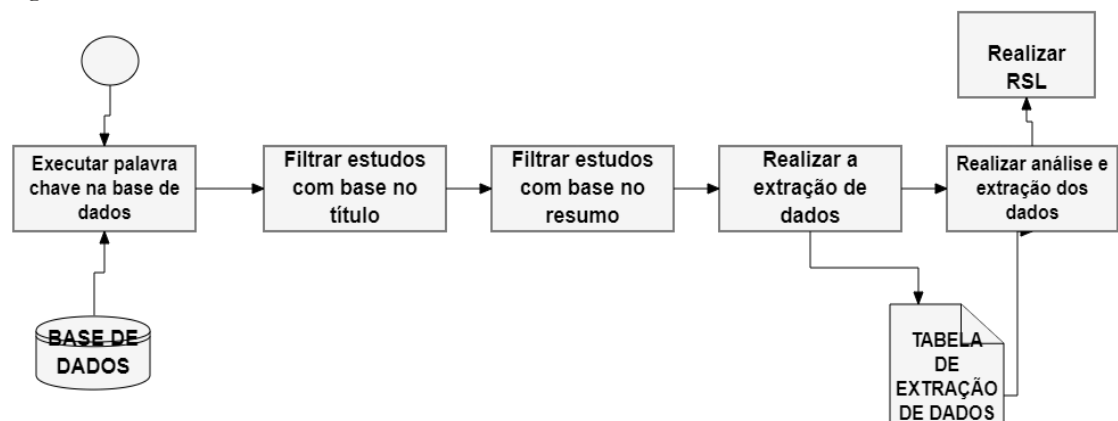 Realizar
RSL
Executar palavra
chave na base de
dados
Filtrar estudos
com base no
título
Filtrar estudos
com base no
resumo
Realizar a
extração de
dados
Realizar análise e
extração dos
dados
BASE DE
DADOS
TABELA
DE
EXTRAÇÃO
DE DADOS